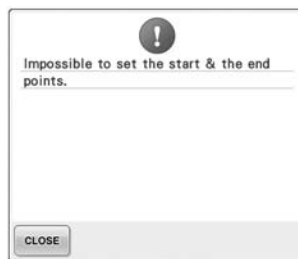 Impossible to set the start & the end
points.
CLOSE